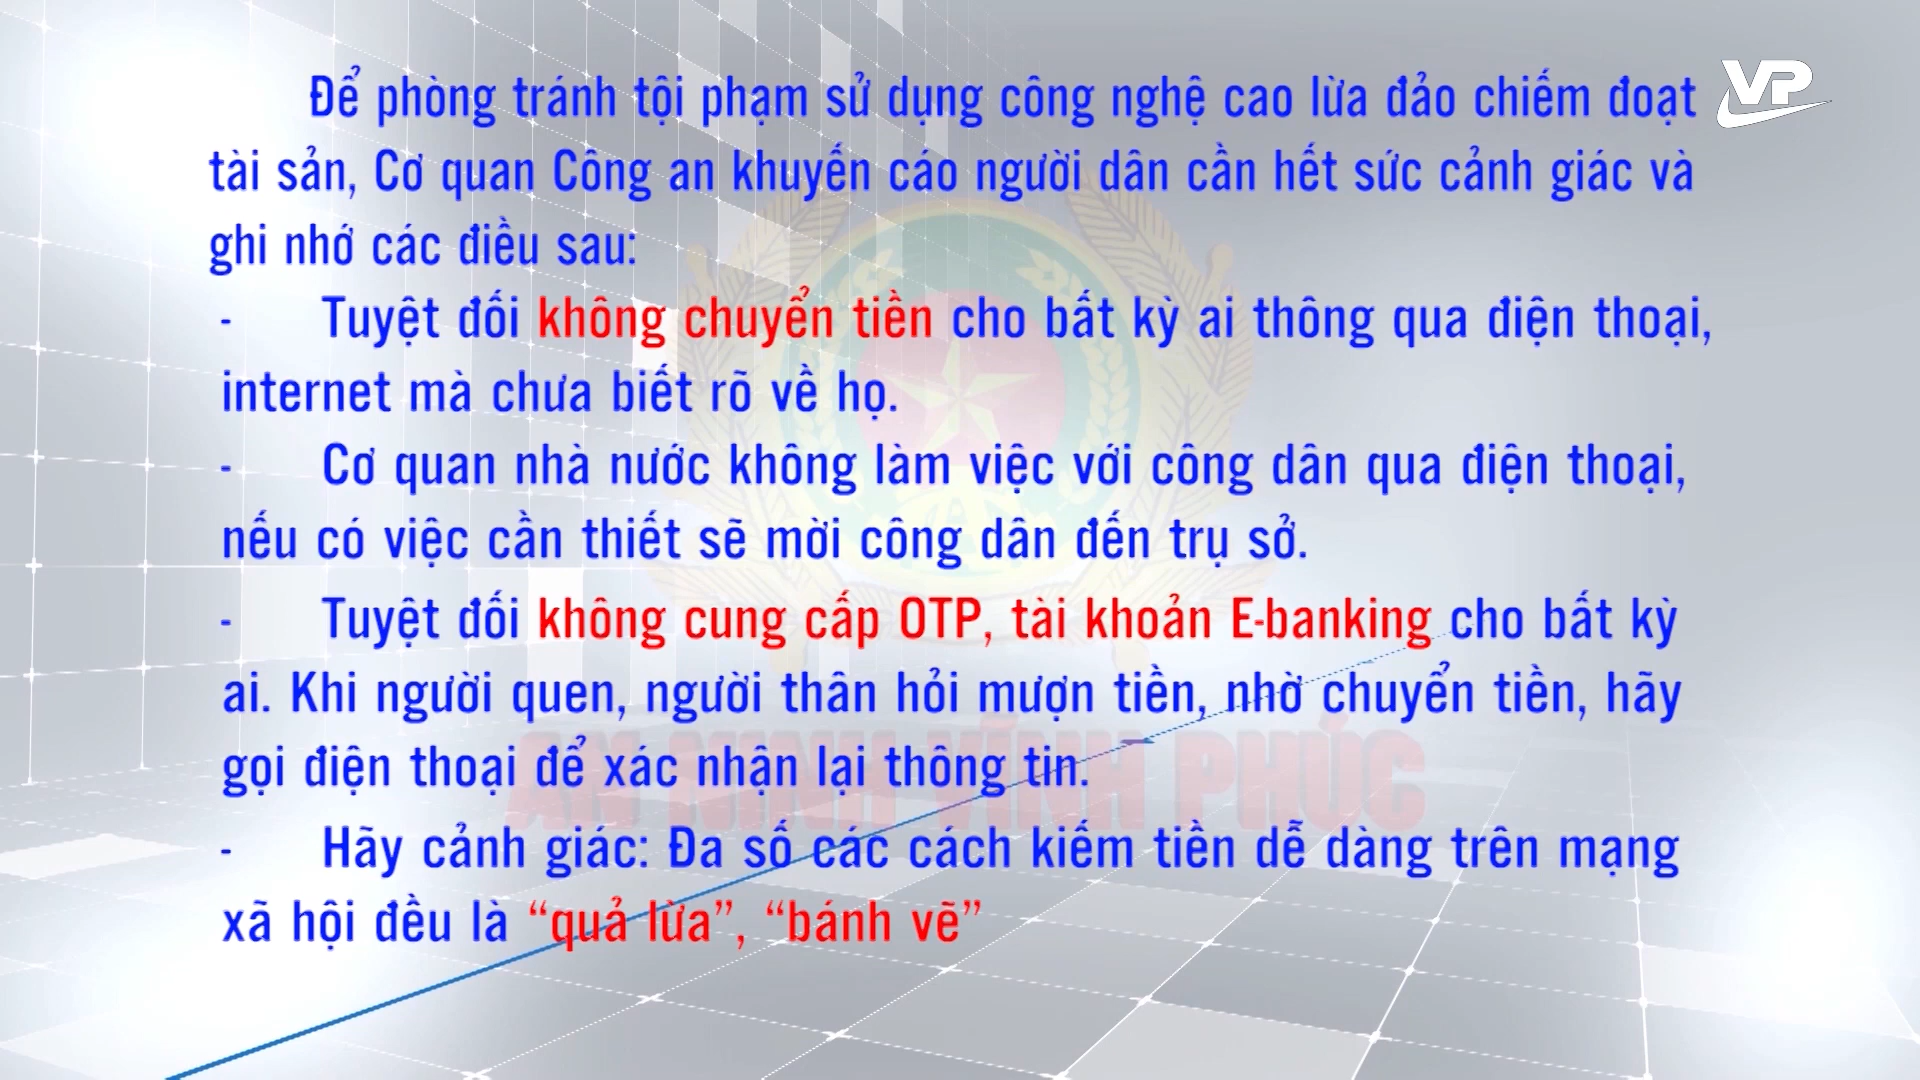 VP
Để phòng tránh tội phạm sử dụng công nghệ cao lừa đảo chiếm đoạt
tài sản, Cơ quan Công an khuyến cáo người dân cần hết sức cảnh giác và
ghi nhớ các điều sau:
- Tuyệt đối không chuyển tiền cho bất kỳ ai thông qua điện thoại,
internet mà chưa biết rõ về họ.
- Cơ quan nhà nước không làm việc với công dân qua điện thoại,
nếu có việc cần thiết sẽ mời công dân đến trụ sở.
- Tuyệt đối không cung cấp OTP, tài khoản E-banking cho bất kỳ
ai. Khi người quen, người thân hỏi mượn tiền, nhờ chuyển tiền, hãy
gọi điện thoại để xác nhận lại thông tin.
AN NINH VĨNH PHÚC
- Hãy cảnh giác: Đa số các cách kiếm tiền dễ dàng trên mạng
xã hội đều là “quả lừa”, “bánh vẽ”